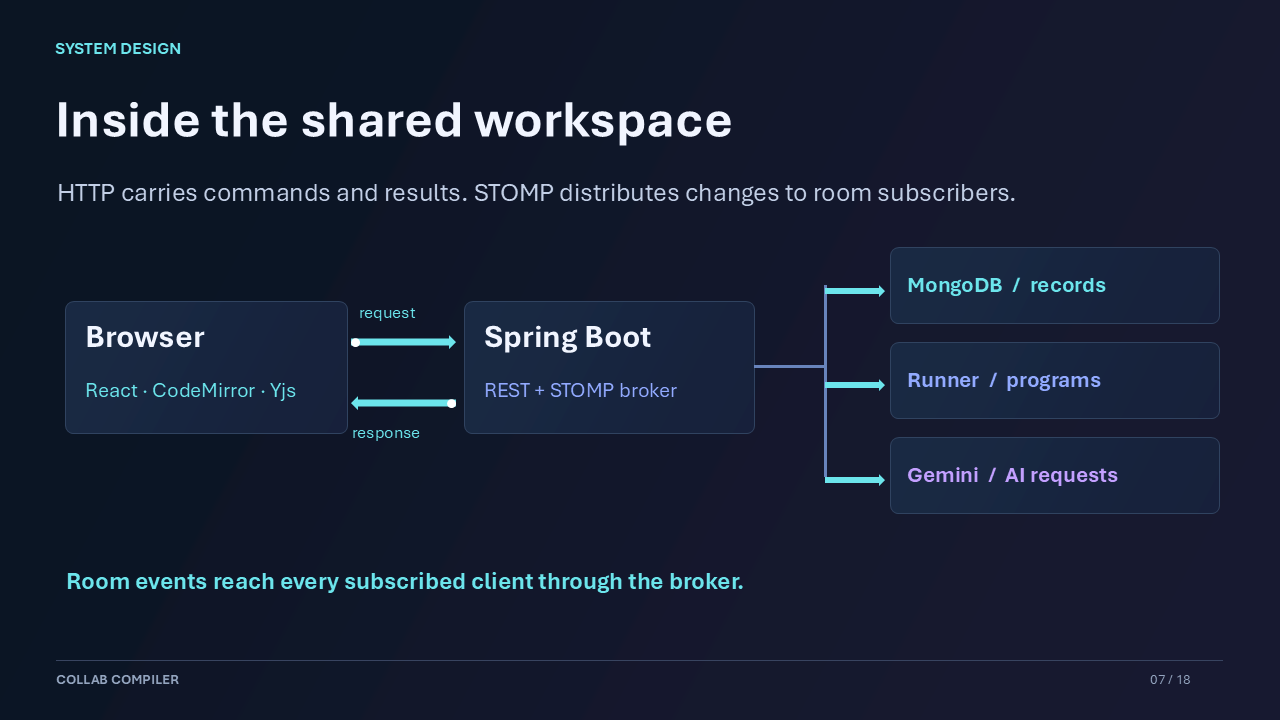 SYSTEM DESIGN
Inside the shared workspace
HTTP carries commands and results. STOMP distributes changes to room subscribers.
Browser
React · CodeMirror · Yjs
request
response
Spring Boot
REST + STOMP broker
MongoDB / records
Runner / programs
Gemini / AI requests
Room events reach every subscribed client through the broker.
COLLAB COMPILER
07 / 18